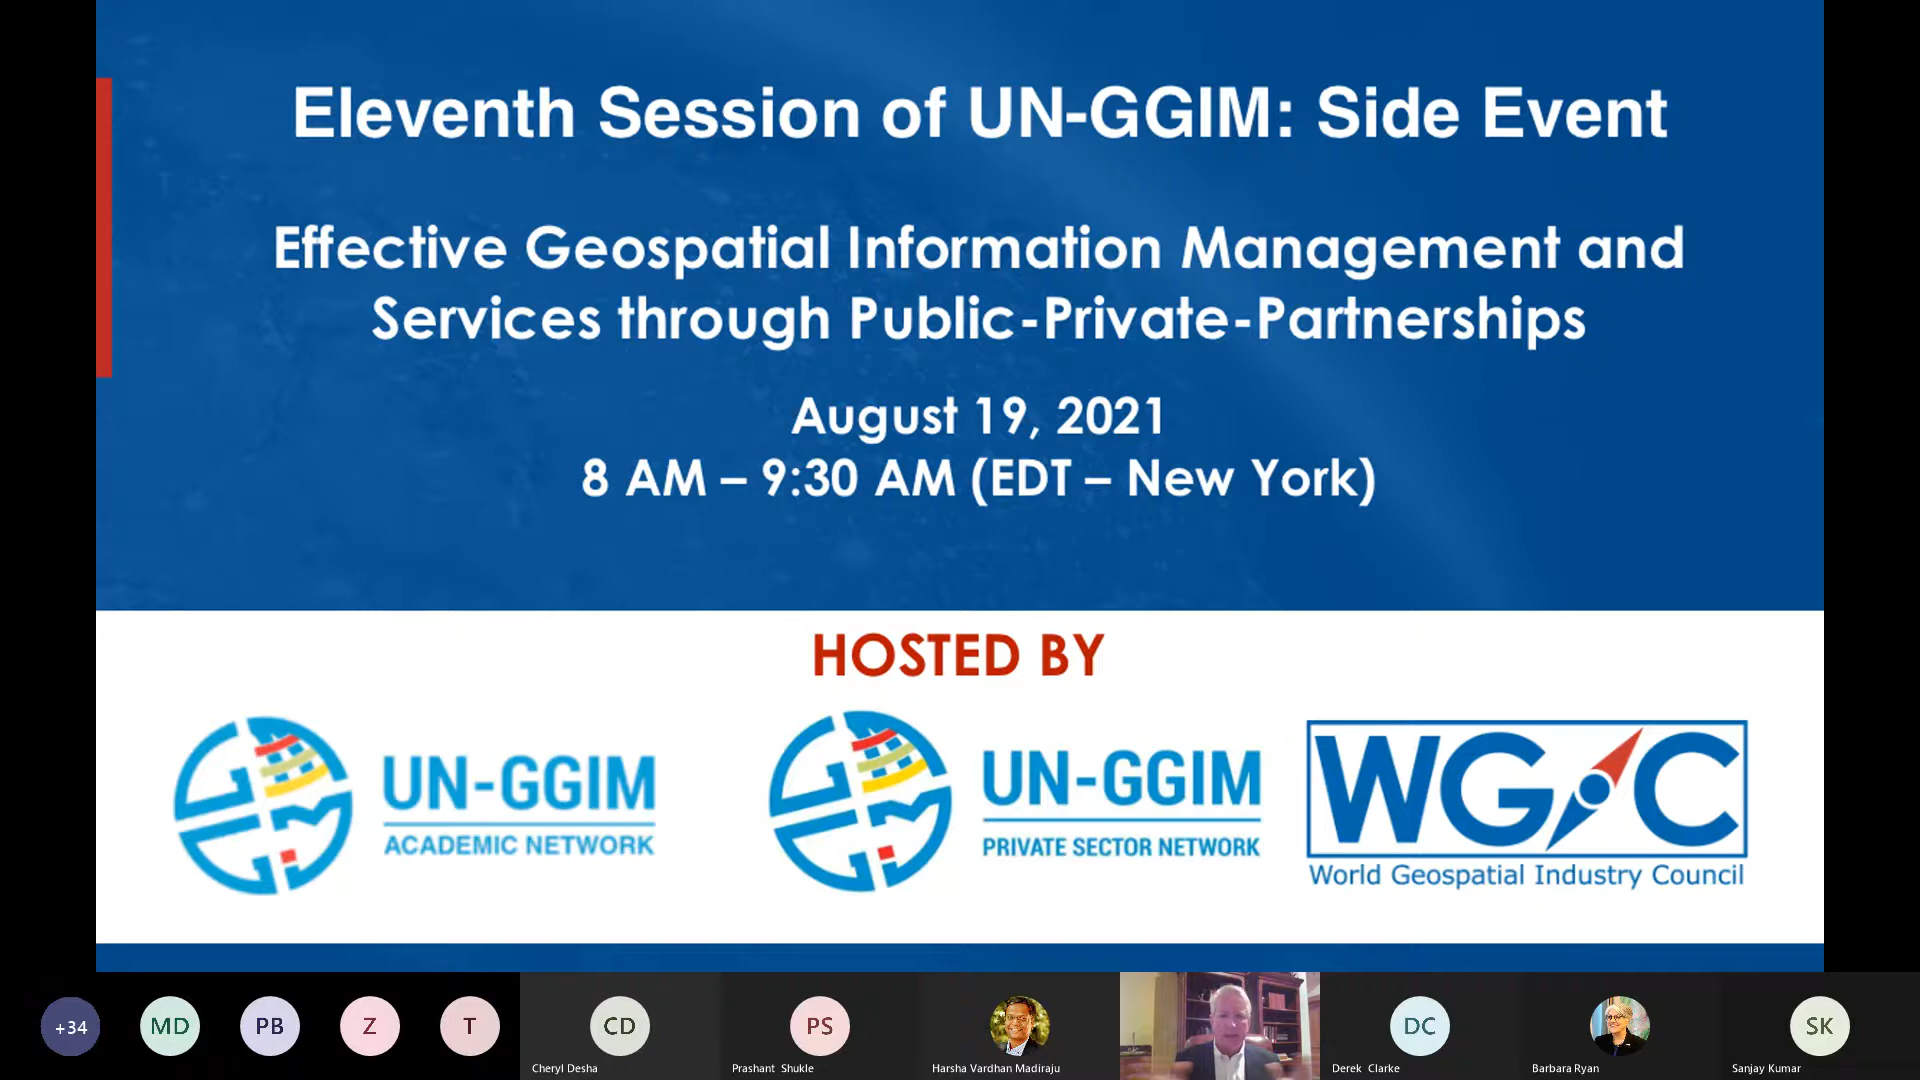 Eleventh Session of UN-GGIM: Side Event
Effective Geospatial Information Management and
Services through Public-Private-Partnerships
August 19, 2021
8 AM – 9:30 AM (EDT – New York)
HOSTED BY
UN-GGIM
ACADEMIC NETWORK
UN-GGIM
PRIVATE SECTOR NETWORK
WGIC
World Geospatial Industry Council
+34
MD
PB
Z
T
CD
Cheryl Desha
PS
Prashant Shukle
Harsha Vardhan Madiraju
DC
Derek Clarke
Barbara Ryan
SK
Sanjay Kumar